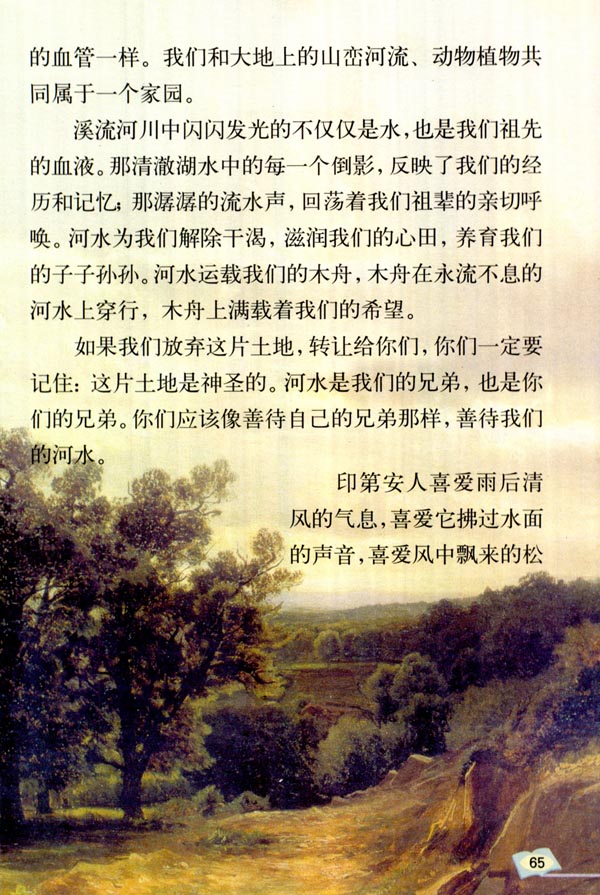 的血管一样。我们和大地上的山峦河流、动物植物共
同属于一个家园。
溪流河川中闪闪发光的不仅仅是水，也是我们祖先
的血液。那清澈湖水中的每一个倒影，反映了我们的经
历和记忆；那潺潺的流水声，回荡着我们祖辈的亲切呼
唤。河水为我们解除干渴，滋润我们的心田，养育我们
的子子孙孙。河水运载我们的木舟，木舟在永流不息的
河水上穿行，木舟上满载着我们的希望。
如果我们放弃这片土地，转让给你们，你们一定要
记住：这片土地是神圣的。河水是我们的兄弟，也是你
们的兄弟。你们应该像善待自己的兄弟那样，善待我们
的河水。
印第安人喜爱雨后清
风的气息，喜爱它拂过水面
的声音，喜爱风中飘来的松
65